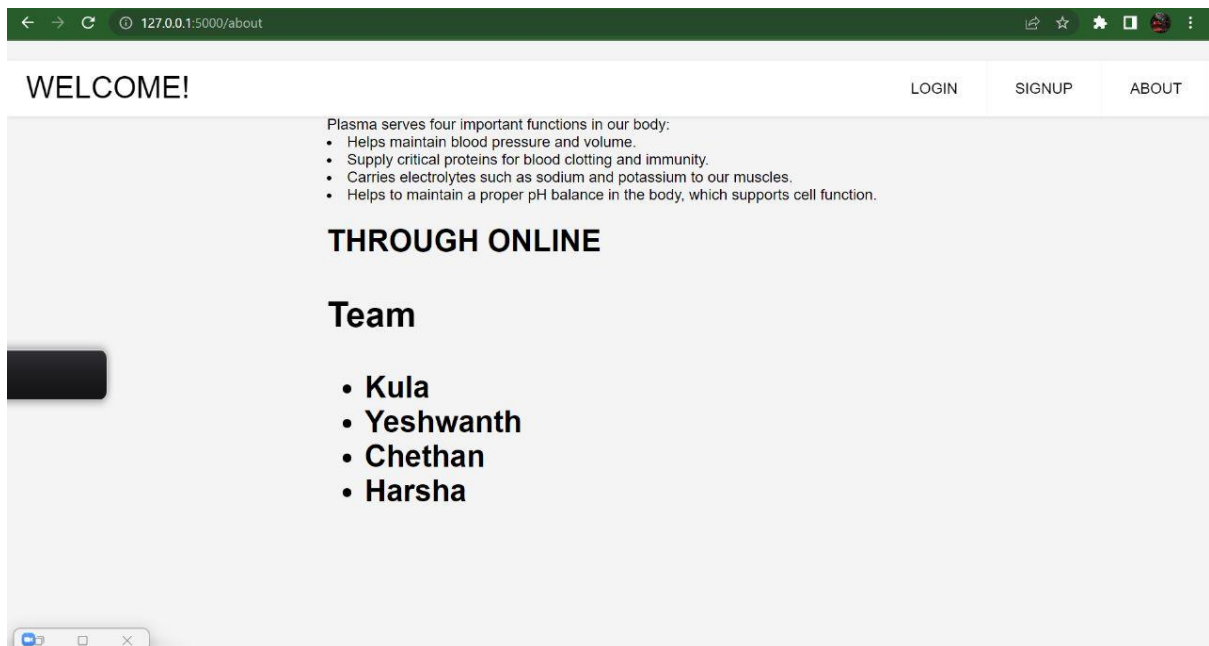 127.0.0.1:5000/about
WELCOME! LOGIN SIGNUP ABOUT
Plasma serves four important functions in our body:
• Helps maintain blood pressure and volume.
• Supply critical proteins for blood clotting and immunity.
• Carries electrolytes such as sodium and potassium to our muscles.
• Helps to maintain a proper pH balance in the body, which supports cell function.
THROUGH ONLINE
Team
• Kula
• Yeshwanth
• Chethan
• Harsha